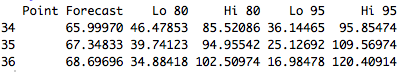 Point Forecast Lo 80 Hi 80 Lo 95 Hi 95
34 65.99970 46.47853 85.52086 36.14465 95.85474
35 67.34833 39.74123 94.95542 25.12692 109.56974
36 68.69696 34.88418 102.50974 16.98478 120.40914